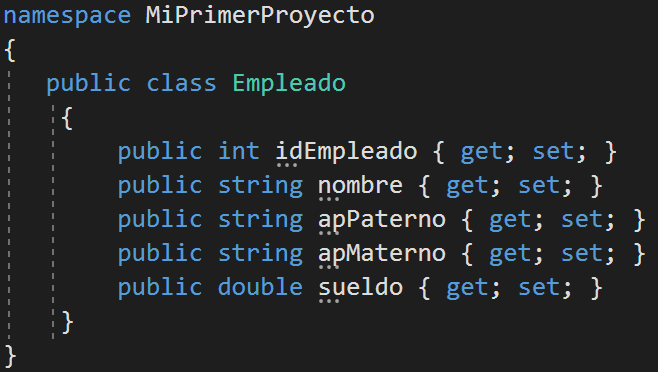 namespace MiPrimerProyecto
{
public class Empleado
{
public int idEmpleado { get; set; }
public string nombre { get; set; }
public string apPaterno { get; set; }
public string apMaterno { get; set; }
public double sueldo { get; set; }
}
}